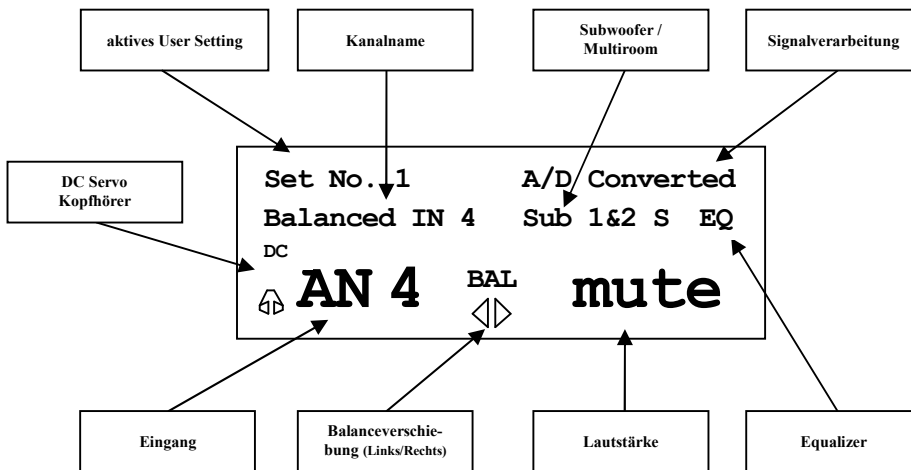 aktives User Setting
Kanalname
Subwoofer /
Multiroom
Signalverarbeitung
DC Servo
Kopfhörer
Set No. 1 A/D Converted
Balanced IN 4 Sub 1&2 S EQ
DC
AN 4 BAL mute
Eingang
Balanceverschie-
bung (Links/Rechts)
Lautstärke
Equalizer